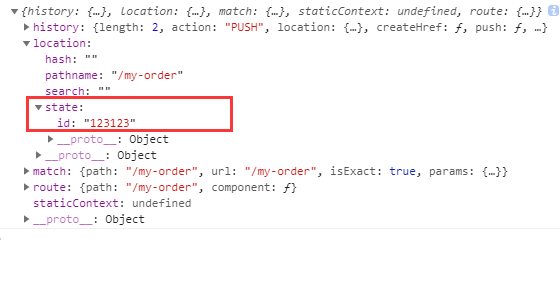 ▼{history: {…}, location: {…}, match: {…}, staticContext: undefined, route: {…}} i
▶history: {length: 2, action: "PUSH", location: {…}, createHref: ƒ, push: ƒ, …}
▼location:
hash: ""
pathname: "/my-order"
search: ""
▼state:
id: "123123"
▶__proto__: Object
▶__proto__: Object
▶match: {path: "/my-order", url: "/my-order", isExact: true, params: {…}}
▶route: {path: "/my-order", component: ƒ}
staticContext: undefined
▶__proto__: Object